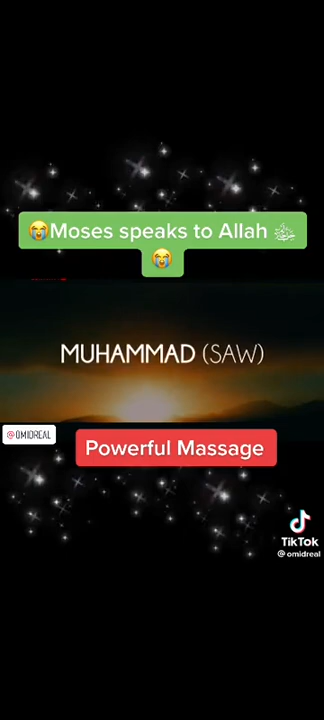 😭Moses speaks to Allah ﷻ
😭
MUHAMMAD (SAW)
@OMIDREAL
Powerful Massage
TikTok
@omidreal